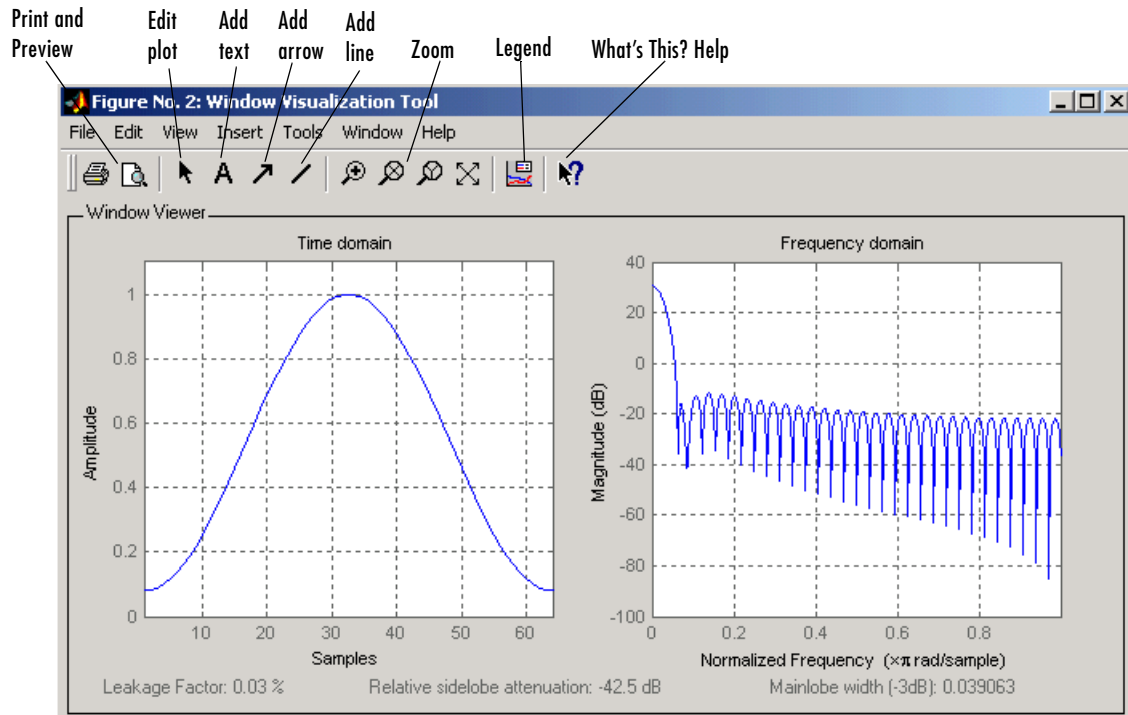 Print and Preview
Edit plot
Add text
Add arrow
Add line
Zoom
Legend
What's This? Help
Figure No. 2: Window Visualization Tool
File Edit View Insert Tools Window Help
A
Window Viewer
Time domain
Amplitude
1
0.8
0.6
0.4
0.2
0
10 20 30 40 50 60
Samples
Frequency domain
Magnitude (dB)
40
20
0
-20
-40
-60
-80
-100
0 0.2 0.4 0.6 0.8
Normalized Frequency (×π rad/sample)
Leakage Factor: 0.03 % Relative sidelobe attenuation: -42.5 dB Mainlobe width (-3dB): 0.039063